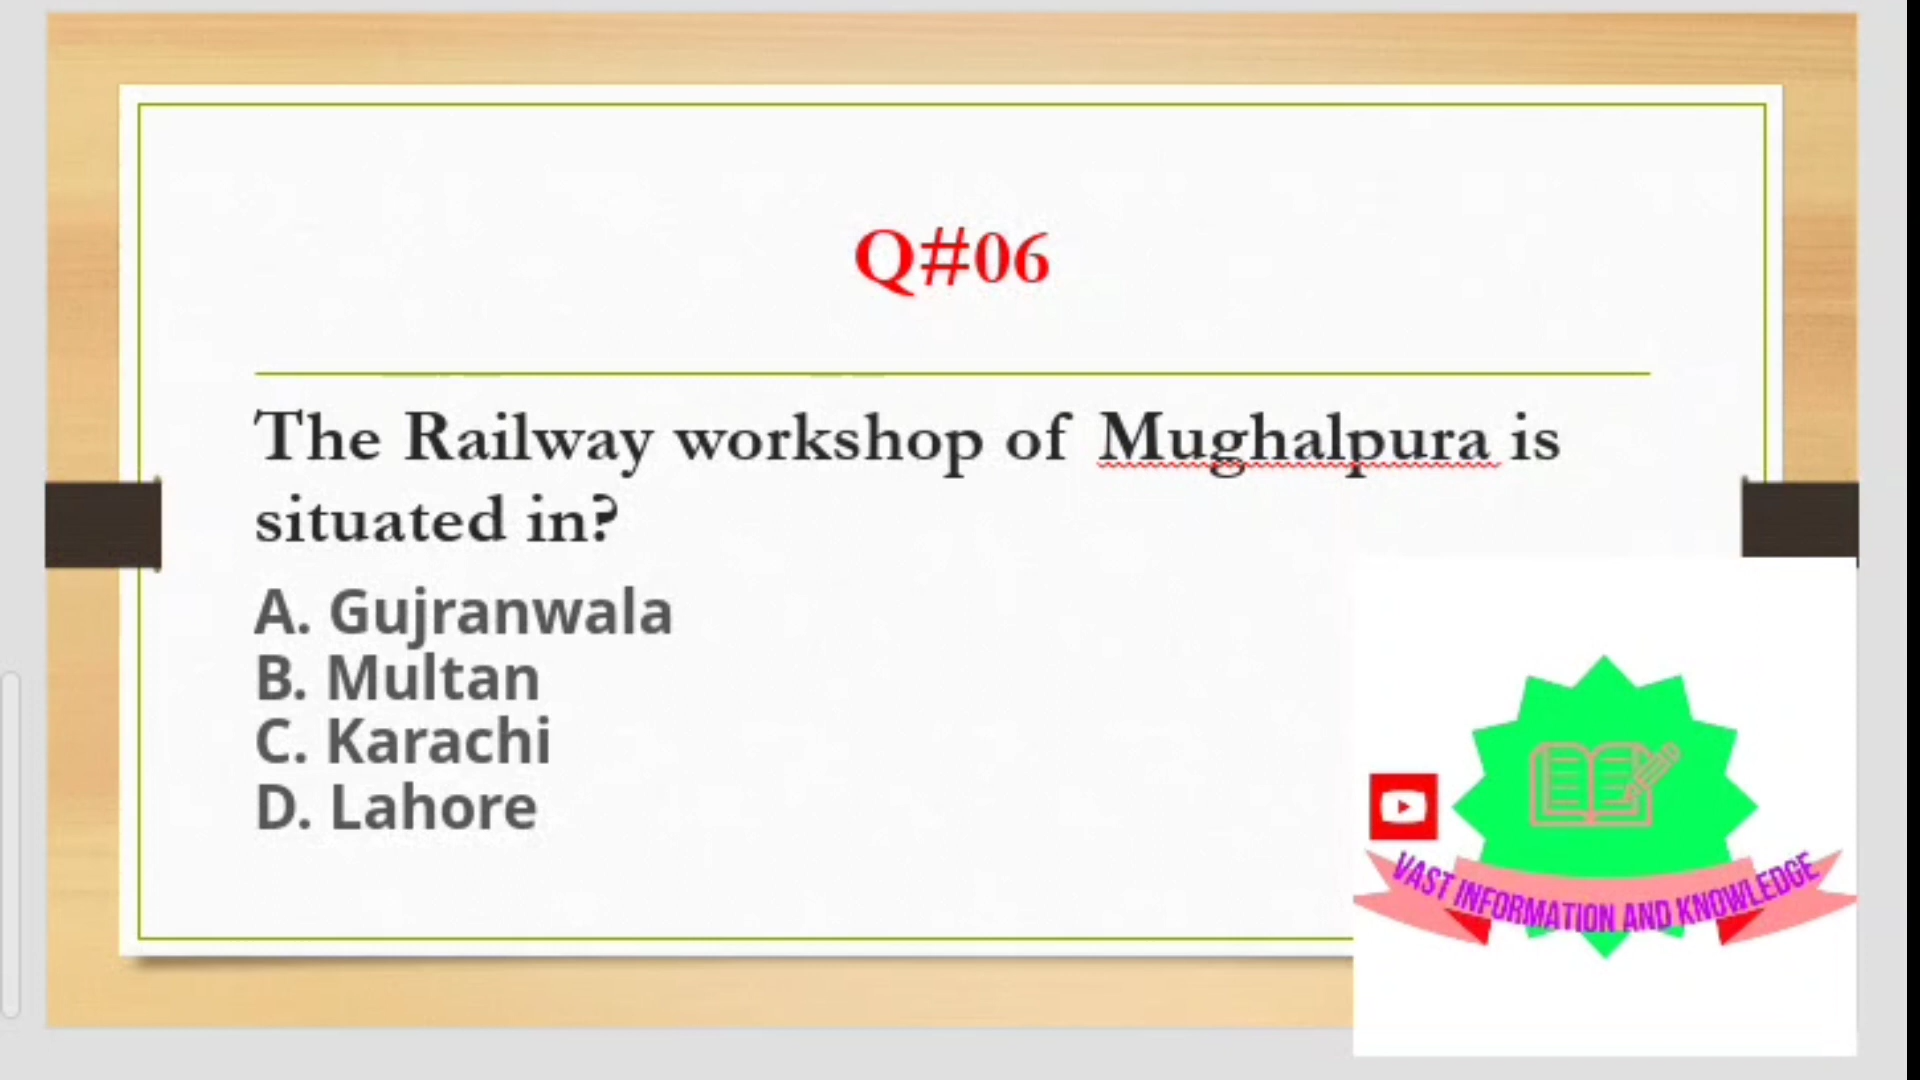 Q#06
The Railway workshop of Mughalpura is
situated in?
A. Gujranwala
B. Multan
C. Karachi
D. Lahore
VAST INFORMATION AND KNOWLEDGE